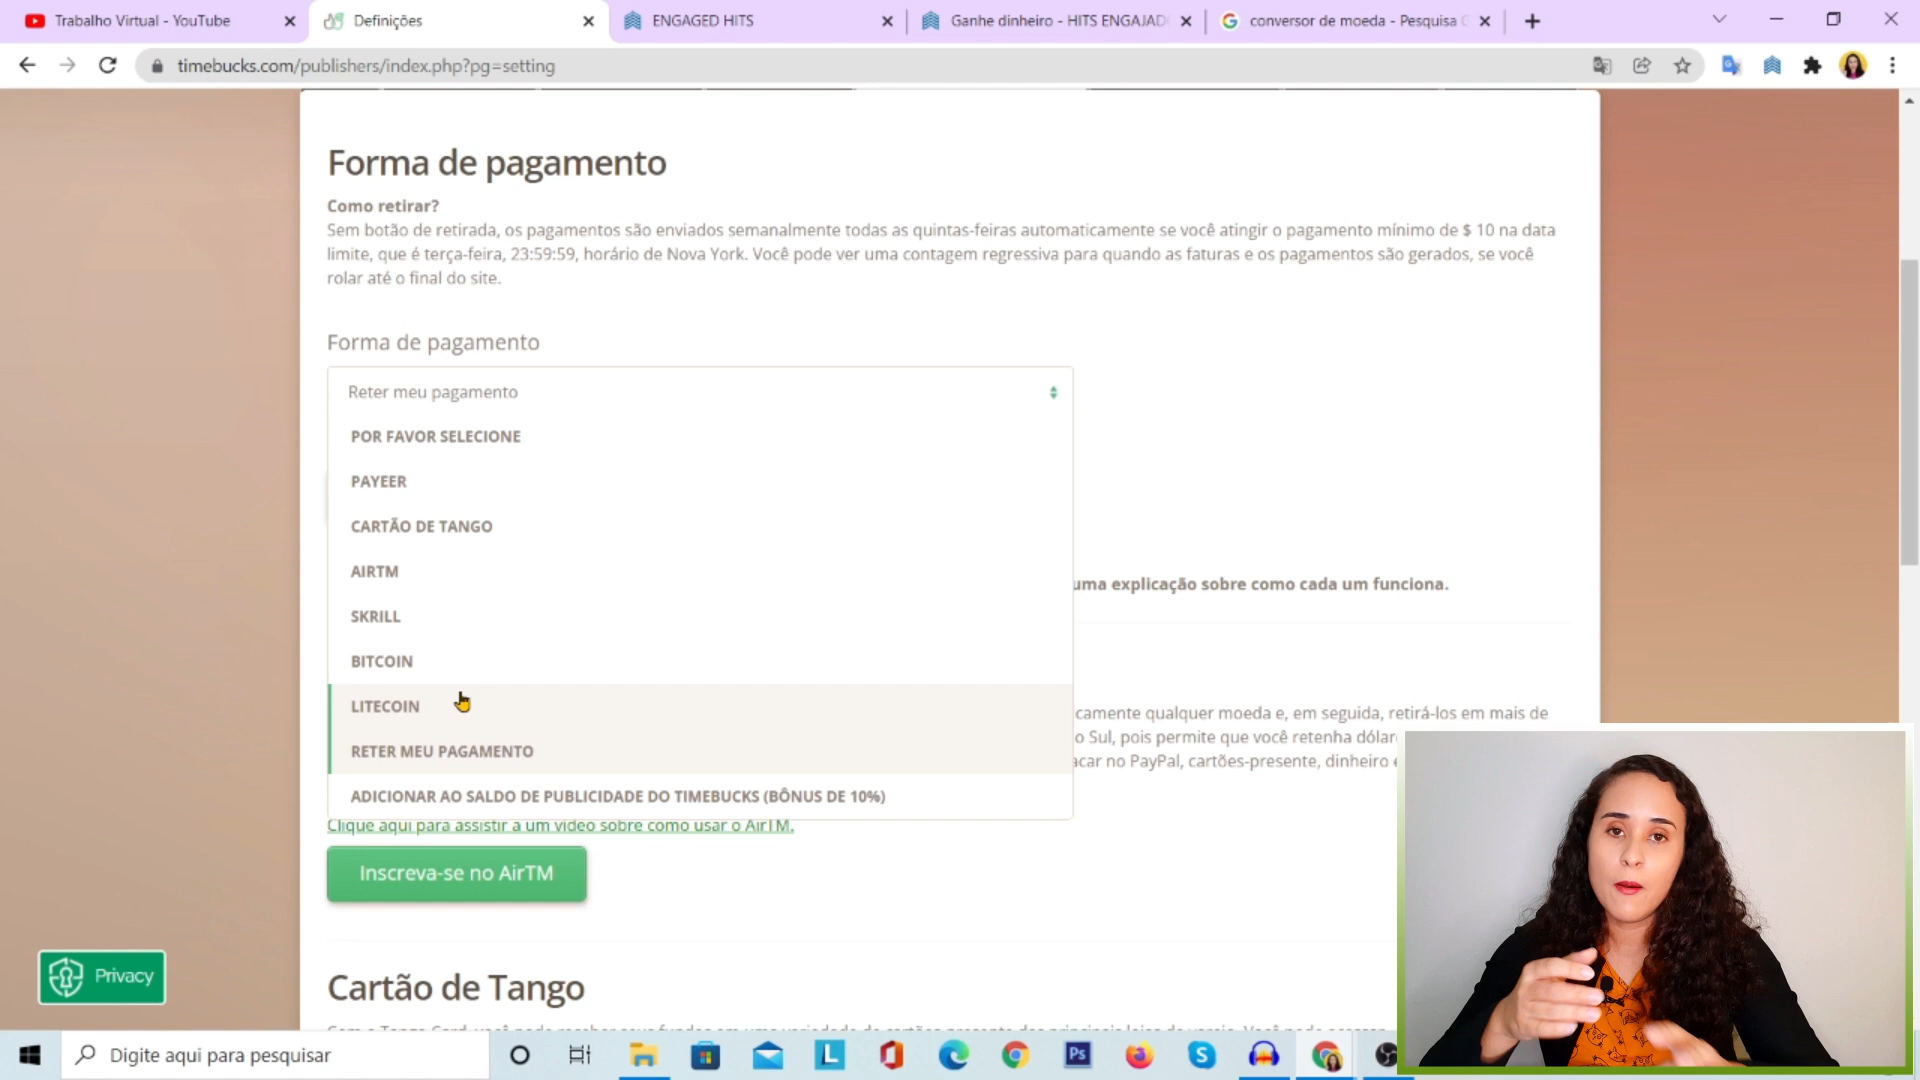 Trabalho Virtual - YouTube
Definições
ENGAGED HITS
Ganhe dinheiro - HITS ENGAJAD
conversor de moeda - Pesquisa G
timebucks.com/publishers/index.php?pg=setting
Forma de pagamento
Como retirar?
Sem botão de retirada, os pagamentos são enviados semanalmente todas as quintas-feiras automaticamente se você atingir o pagamento mínimo de $ 10 na data
limite, que é terça-feira, 23:59:59, horário de Nova York. Você pode ver uma contagem regressiva para quando as faturas e os pagamentos são gerados, se você
rolar até o final do site.
Forma de pagamento
Reter meu pagamento
POR FAVOR SELECIONE
PAYEER
CARTÃO DE TANGO
AIRTM
SKRILL
BITCOIN
LITECOIN
RETER MEU PAGAMENTO
ADICIONAR AO SALDO DE PUBLICIDADE DO TIMEBUCKS (BÔNUS DE 10%)
uma explicação sobre como cada um funciona.
camente qualquer moeda e, em seguida, retirá-los em mais de
o Sul, pois permite que você retenha dólar
acar no PayPal, cartões-presente, dinheiro e
Clique aqui para assistir a um vídeo sobre como usar o AirTM.
Inscreva-se no AirTM
Privacy
Cartão de Tango
Digite aqui para pesquisar
L
Ps
S